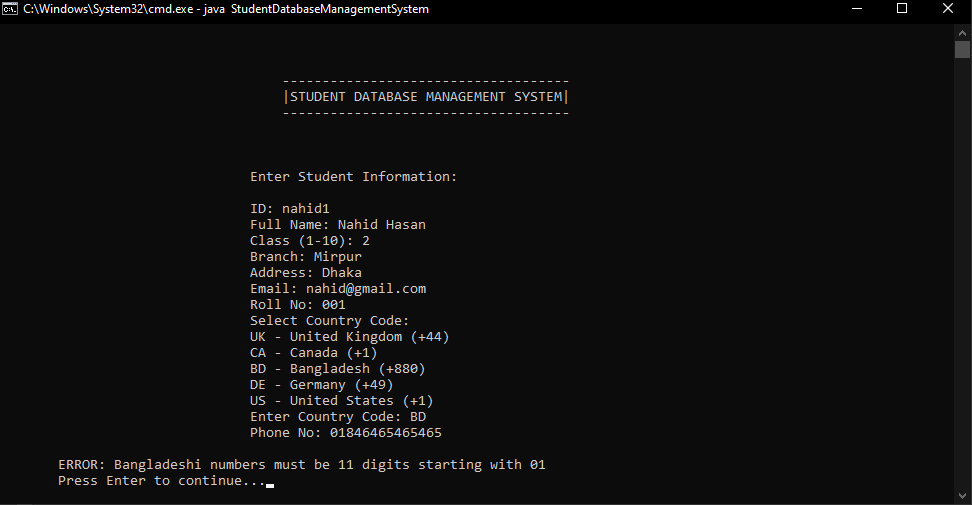 C:\Windows\System32\cmd.exe - java StudentDatabaseManagementSystem
------------------------------------
|STUDENT DATABASE MANAGEMENT SYSTEM|
------------------------------------
Enter Student Information:
ID: nahid1
Full Name: Nahid Hasan
Class (1-10): 2
Branch: Mirpur
Address: Dhaka
Email: nahid@gmail.com
Roll No: 001
Select Country Code:
UK - United Kingdom (+44)
CA - Canada (+1)
BD - Bangladesh (+880)
DE - Germany (+49)
US - United States (+1)
Enter Country Code: BD
Phone No: 01846465465465
ERROR: Bangladeshi numbers must be 11 digits starting with 01
Press Enter to continue...